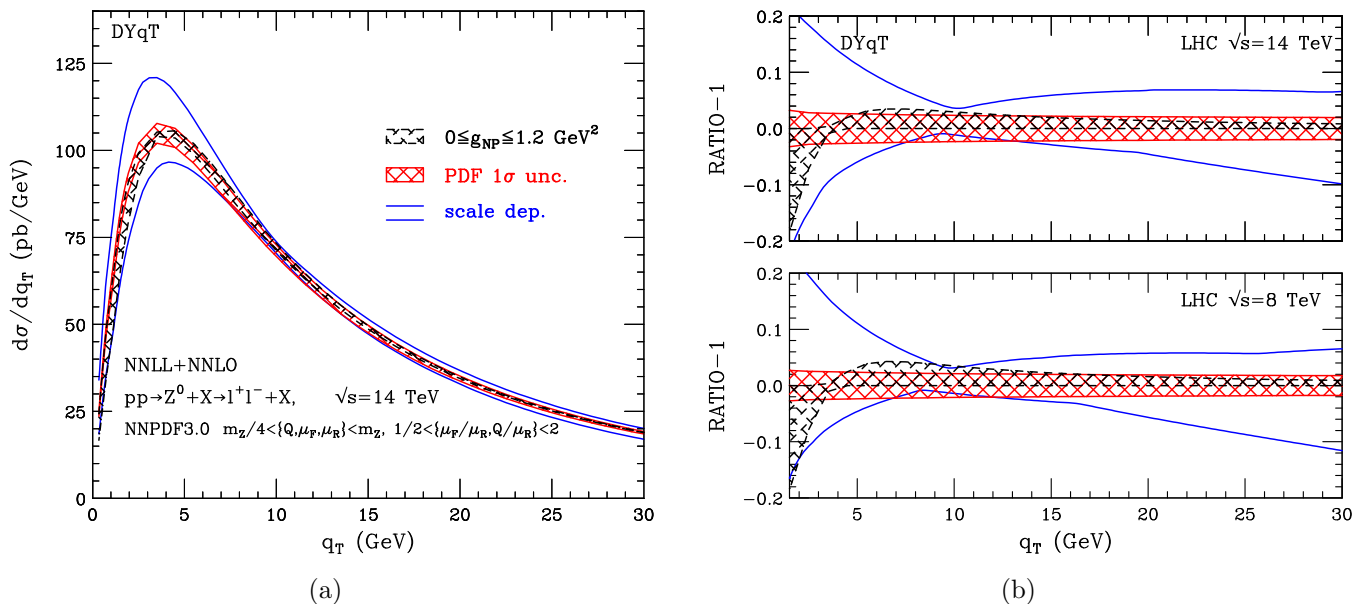 DYqT
125
100
75
50
25
0
dσ/dq_T (pb/GeV)
0≤g_NP≤1.2 GeV²
PDF 1σ unc.
scale dep.
NNLL+NNLO
pp→Z⁰+X→l⁺l⁻+X, √s=14 TeV
NNPDF3.0 m_Z/4<{Q,μ_F,μ_R}<m_Z, 1/2<{μ_F/μ_R,Q/μ_R}<2
0 5 10 15 20 25 30
q_T (GeV)
(a)
DYqT LHC √s=14 TeV
0.2
0.1
0.0
−0.1
−0.2
RATIO−1
LHC √s=8 TeV
0.2
0.1
0.0
−0.1
−0.2
RATIO−1
5 10 15 20 25 30
q_T (GeV)
(b)